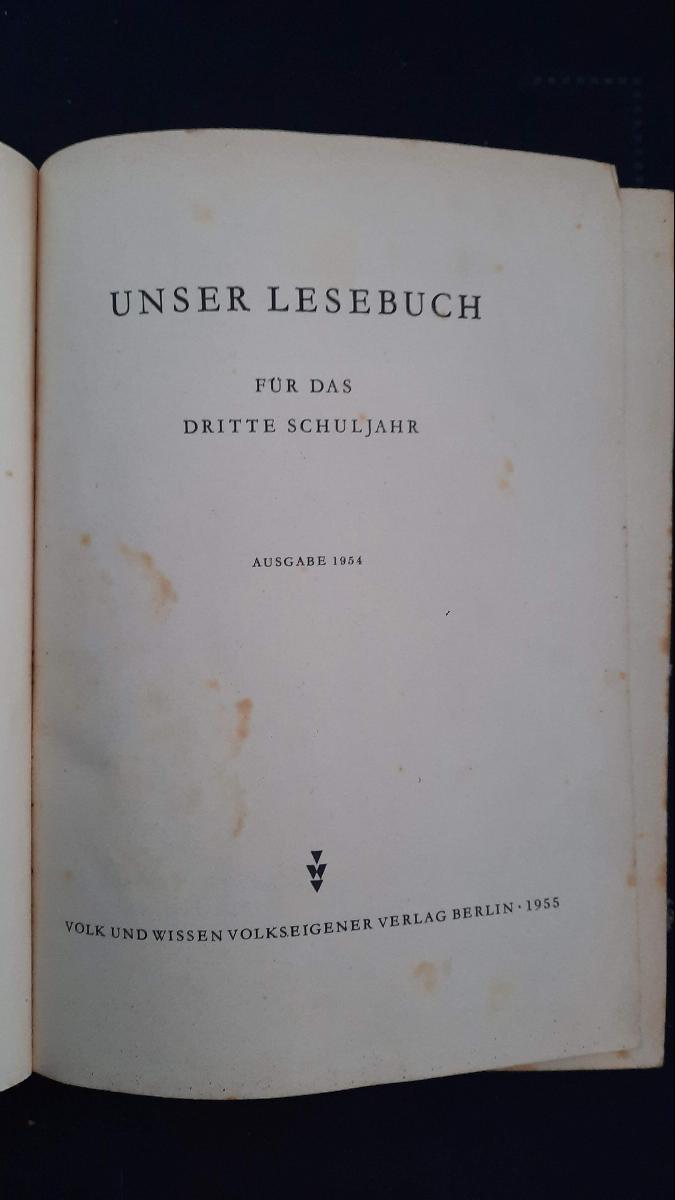 UNSER LESEBUCH
FÜR DAS
DRITTE SCHULJAHR
AUSGABE 1954
VOLK UND WISSEN VOLKSEIGENER VERLAG BERLIN · 1955